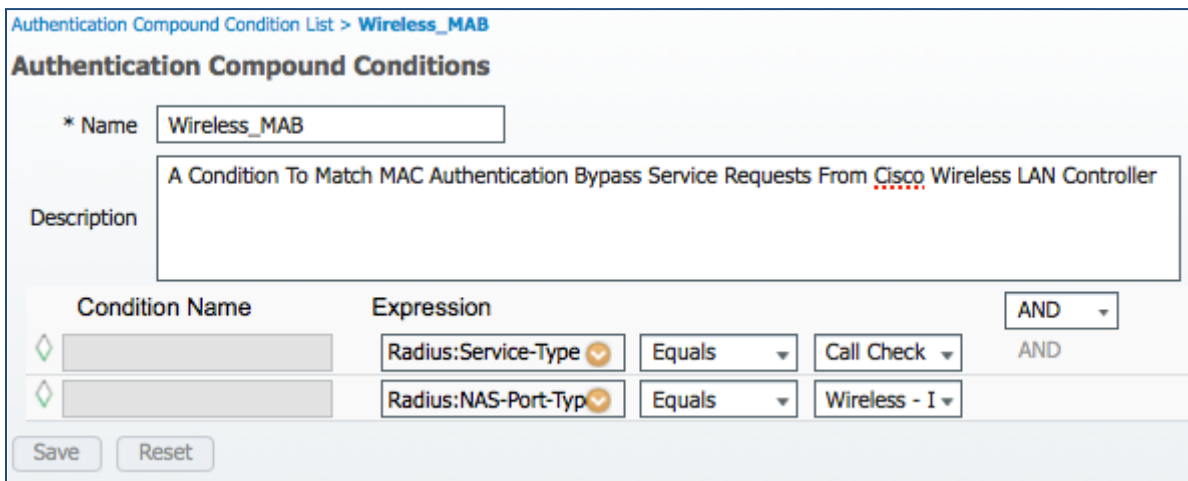 Authentication Compound Condition List > Wireless_MAB
Authentication Compound Conditions
* Name Wireless_MAB
A Condition To Match MAC Authentication Bypass Service Requests From Cisco Wireless LAN Controller
Description
Condition Name Expression AND
Radius:Service-Type Equals Call Check AND
Radius:NAS-Port-Typ Equals Wireless - I
Save Reset